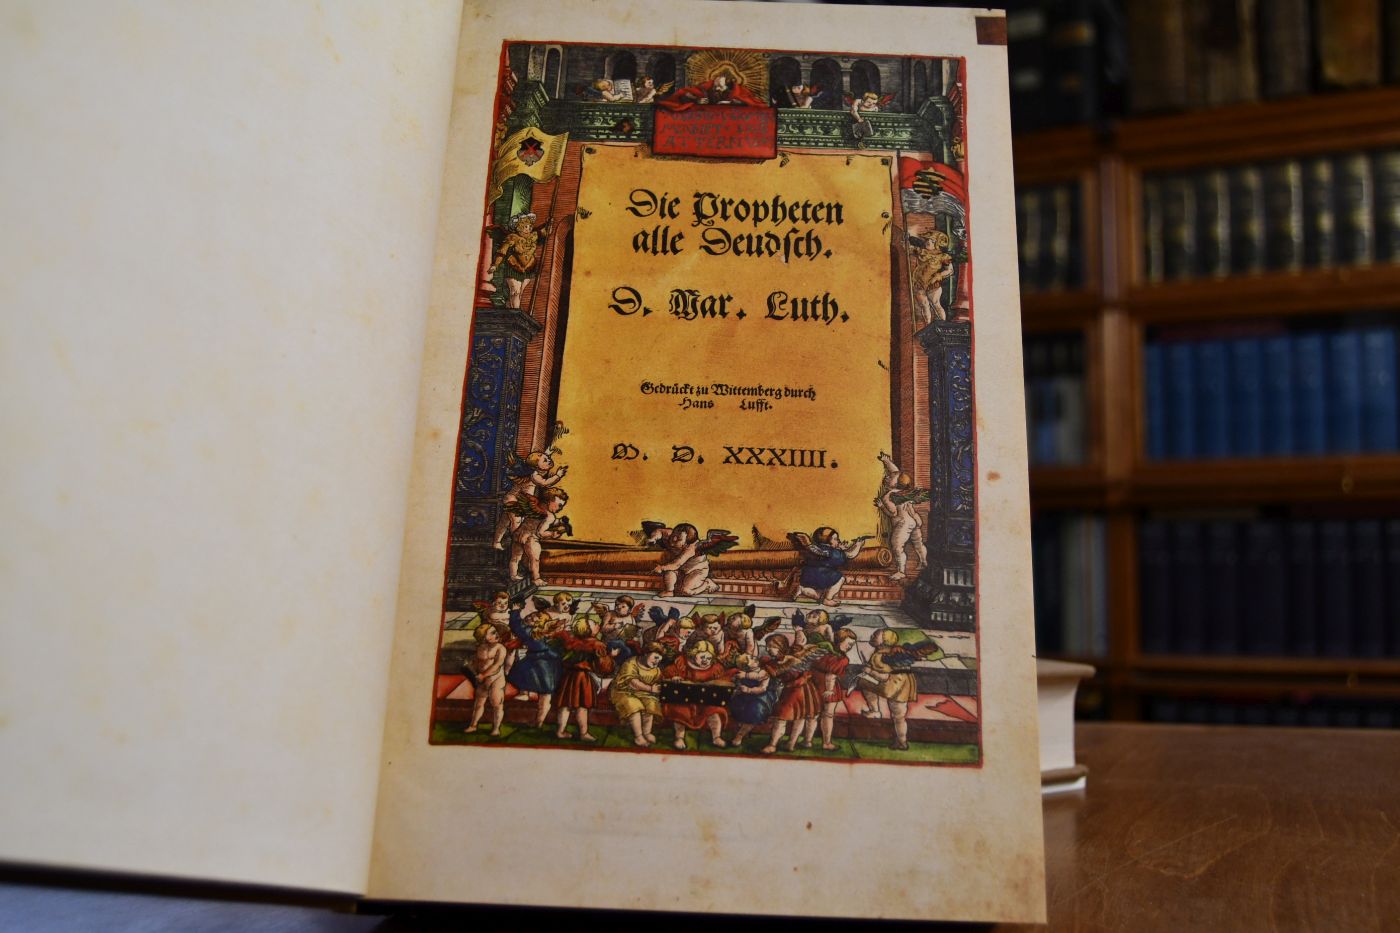 Die Propheten
alle Deudſch.
D. Mar. Luth.
Gedrückt zu Wittemberg durch
Hans Lufft.
M. D. XXXIIII.